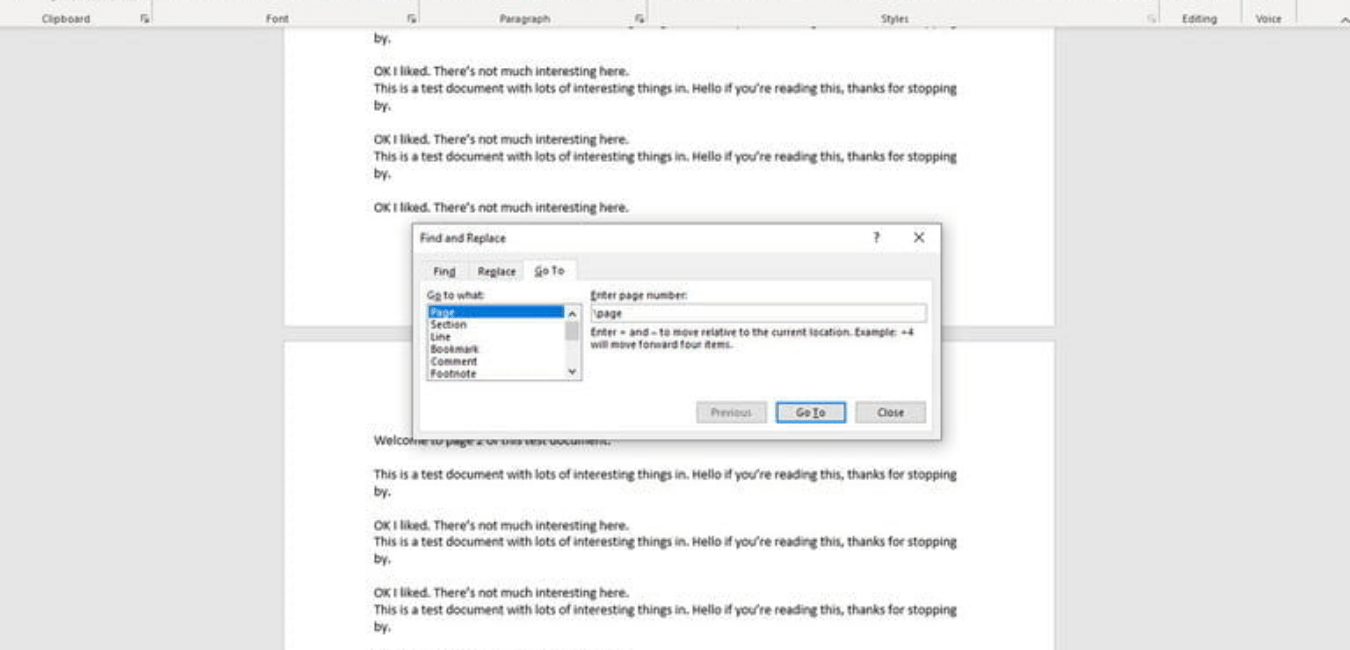 Clipboard Font Paragraph Styles Editing Voice
by.
OK I liked. There's not much interesting here.
This is a test document with lots of interesting things in. Hello if you're reading this, thanks for stopping
by.
OK I liked. There's not much interesting here.
This is a test document with lots of interesting things in. Hello if you're reading this, thanks for stopping
by.
OK I liked. There's not much interesting here.
Find and Replace ?
Find Replace Go To
Go to what:
Page
Section
Line
Bookmark
Comment
Footnote
Enter page number:
\page
Enter + and – to move relative to the current location. Example: +4
will move forward four items.
Previous Go To Close
Welcome to page 2 of this test document.
This is a test document with lots of interesting things in. Hello if you're reading this, thanks for stopping
by.
OK I liked. There's not much interesting here.
This is a test document with lots of interesting things in. Hello if you're reading this, thanks for stopping
by.
OK I liked. There's not much interesting here.
This is a test document with lots of interesting things in. Hello if you're reading this, thanks for stopping
by.